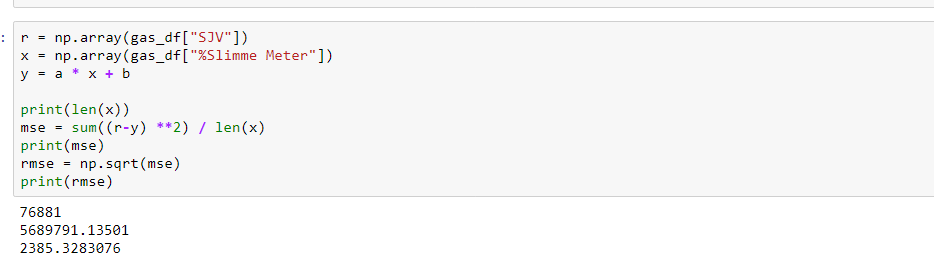 :
r = np.array(gas_df["SJV"])
x = np.array(gas_df["%Slimme Meter"])
y = a * x + b
print(len(x))
mse = sum((r-y) **2) / len(x)
print(mse)
rmse = np.sqrt(mse)
print(rmse)
76881
5689791.13501
2385.3283076